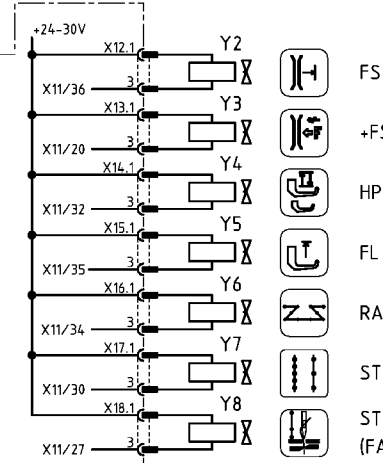 +24-30V
X12.1 Y2 FS
X11/36 3
X13.1 Y3
X11/20 3 F +FS
X14.1 Y4
X11/32 3 HP
X15.1 Y5
X11/35 3 FL
X16.1 Y6
X11/34 3 RA
X17.1 Y7
X11/30 3 ST
X18.1 Y8 ST
X11/27 3 (FA